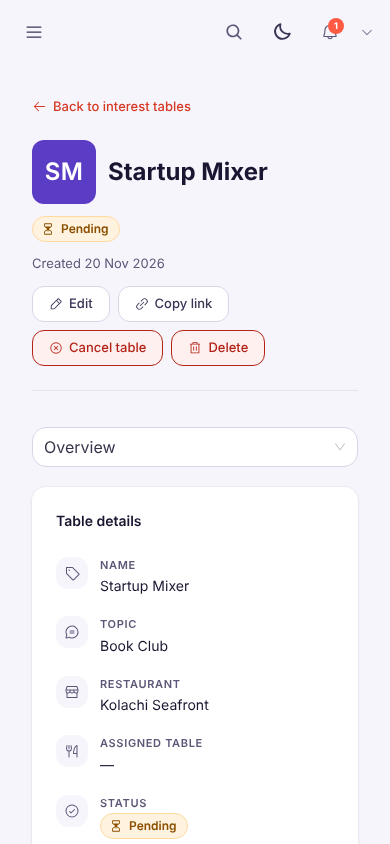 1
Back to interest tables
SM
Startup Mixer
Pending
Created 20 Nov 2026
Edit
Copy link
Cancel table
Delete
Overview
Table details
NAME
Startup Mixer
TOPIC
Book Club
RESTAURANT
Kolachi Seafront
ASSIGNED TABLE
—
STATUS
Pending